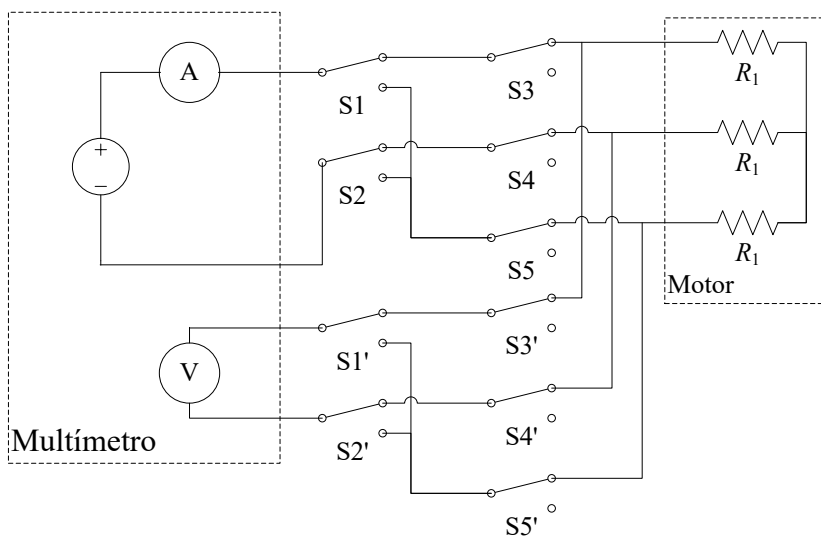 A
S1
S3
R1
+
−
S2
S4
R1
S5
R1
Motor
V
S1'
S3'
Multímetro
S2'
S4'
S5'